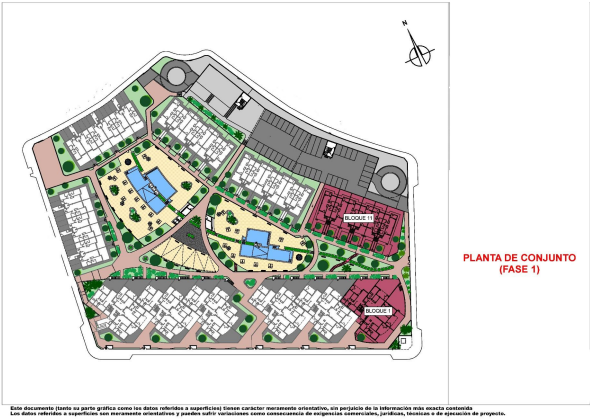 N
BLOQUE 11
PLANTA DE CONJUNTO
(FASE 1)
BLOQUE 1
Este documento (tanto su parte gráfica como los datos referidos a superficies) tienen carácter meramente orientativo, sin perjuicio de la información más exacta contenida
Los datos referidos a superficies son meramente orientativos y pueden sufrir variaciones como consecuencia de exigencias comerciales, jurídicas, técnicas o de ejecución de proyecto.